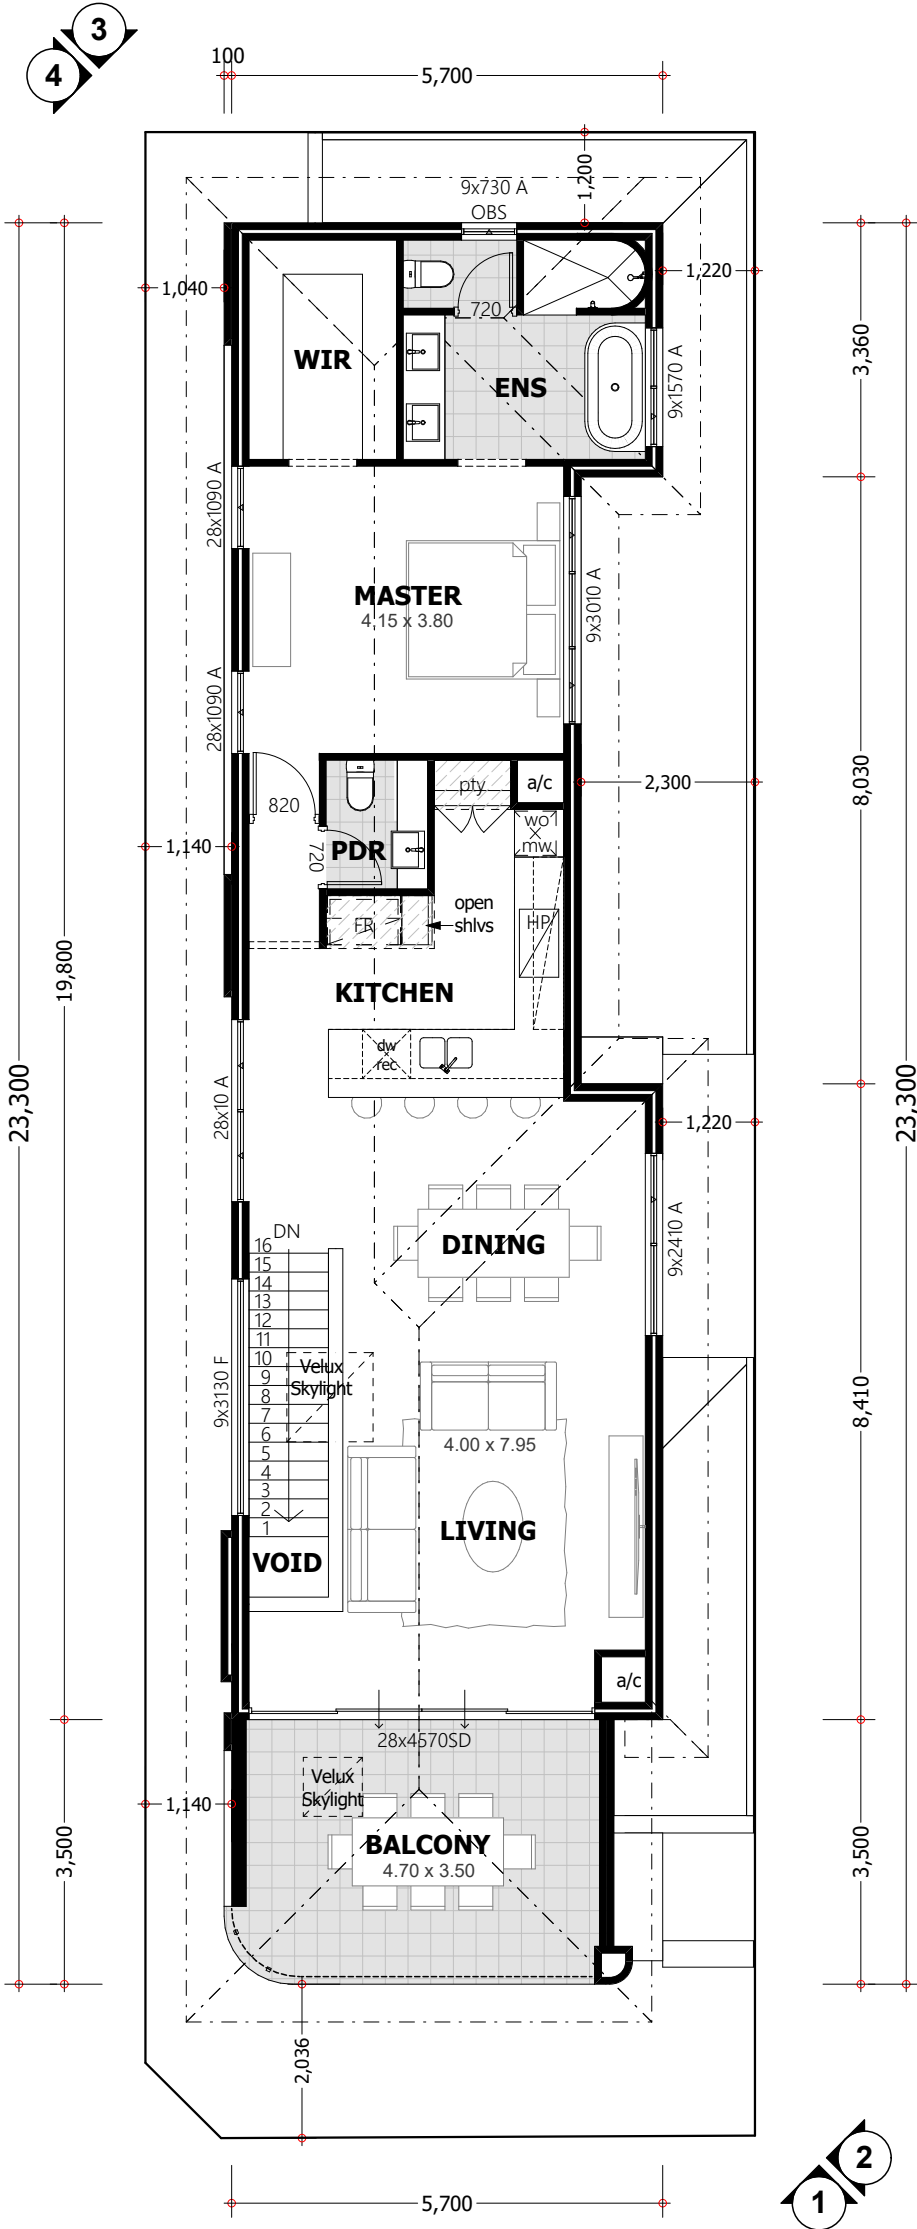 3
4
100
5,700
1,200
9x730 A
OBS
1,040
1,220
720
WIR
ENS
3,360
9x1570 A
28x1090 A
MASTER
4.15 x 3.80
9x3010 A
28x1090 A
820
pty
a/c
2,300
8,030
wo
mw
1,140
720
PDR
open
shlvs
FR
HP
19,800
KITCHEN
dw
rec
23,300
23,300
28x10 A
1,220
DN
DINING
9x2410 A
16
15
14
13
12
11
10
9
8
7
6
5
4
3
2
1
Velux
Skylight
9x3130 F
8,410
4.00 x 7.95
LIVING
VOID
a/c
28x4570SD
Velux
Skylight
1,140
BALCONY
4.70 x 3.50
3,500
3,500
2,036
2
1
5,700